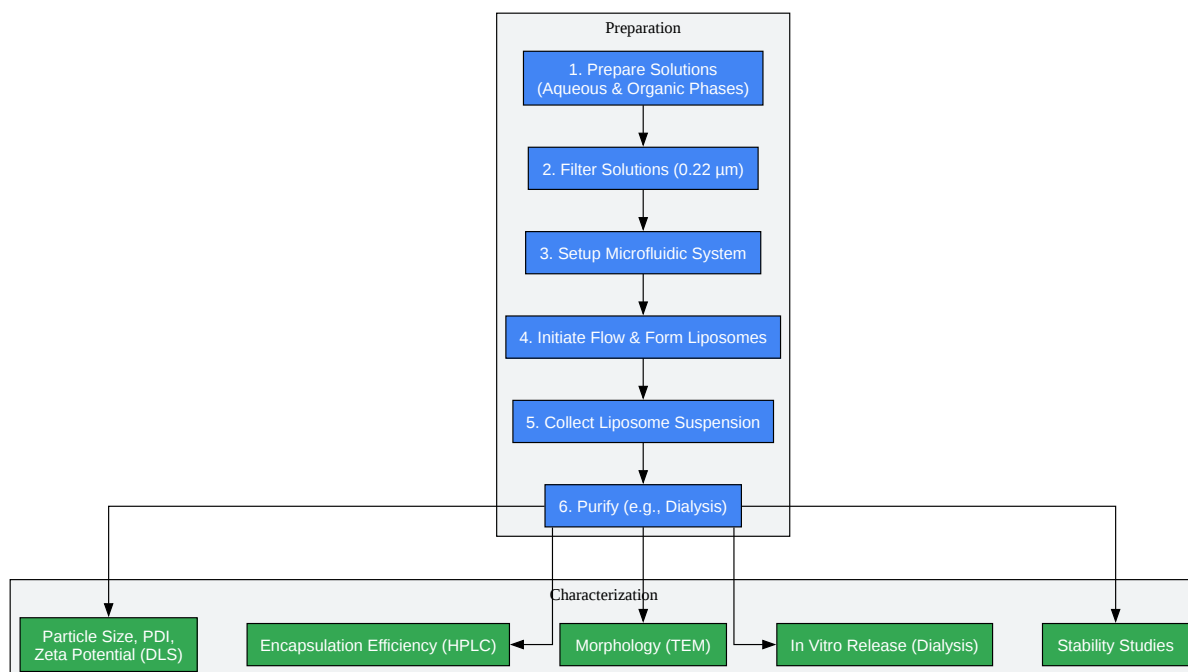 Preparation
1. Prepare Solutions
(Aqueous & Organic Phases)
2. Filter Solutions (0.22 µm)
3. Setup Microfluidic System
4. Initiate Flow & Form Liposomes
5. Collect Liposome Suspension
6. Purify (e.g., Dialysis)
Characterization
Particle Size, PDI,
Zeta Potential (DLS)
Encapsulation Efficiency (HPLC)
Morphology (TEM)
In Vitro Release (Dialysis)
Stability Studies